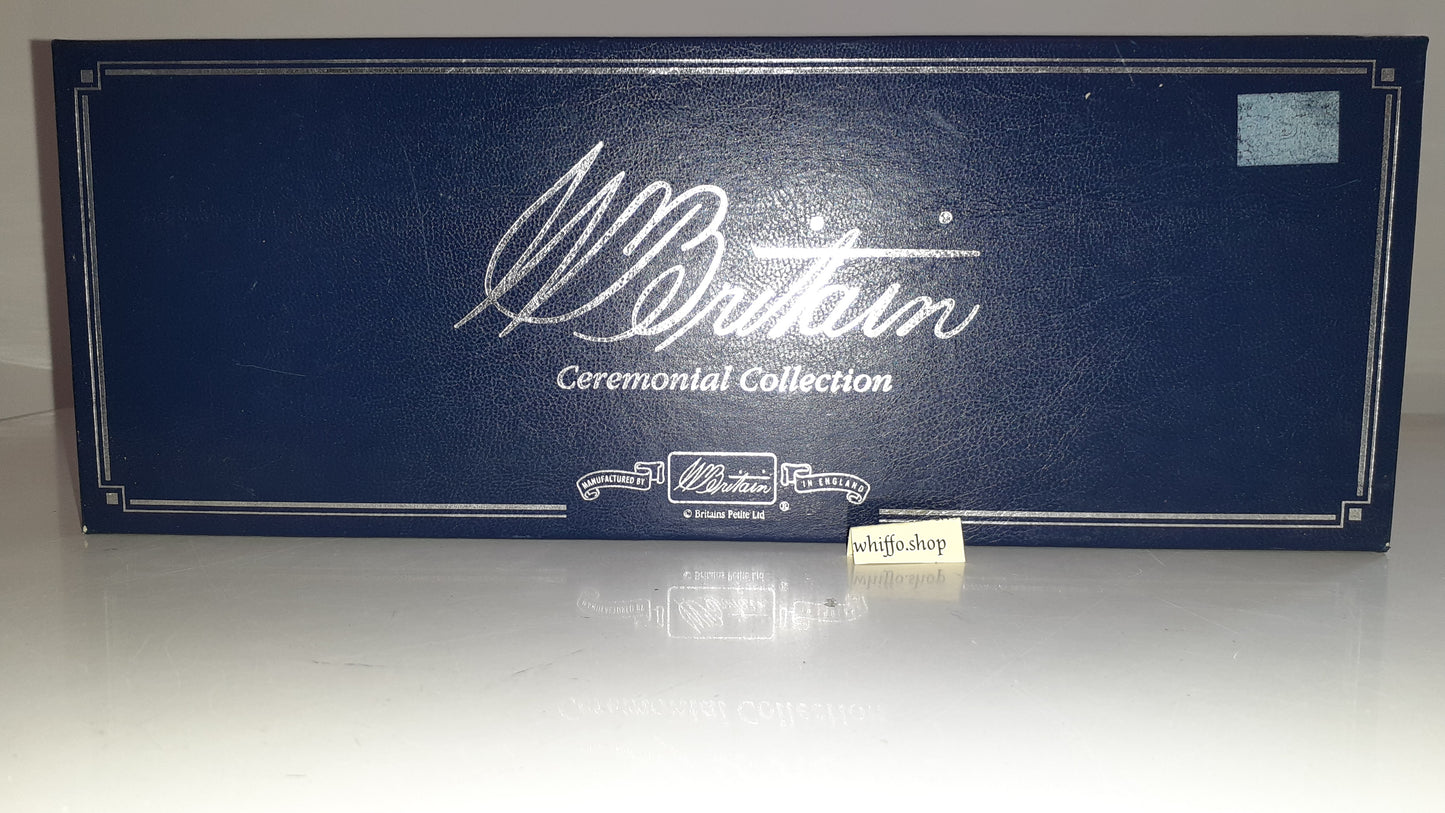 W Britain ®
Ceremonial Collection
MANUFACTURED BY W Britain ® IN ENGLAND
© Britains Petite Ltd
whiffo.shop